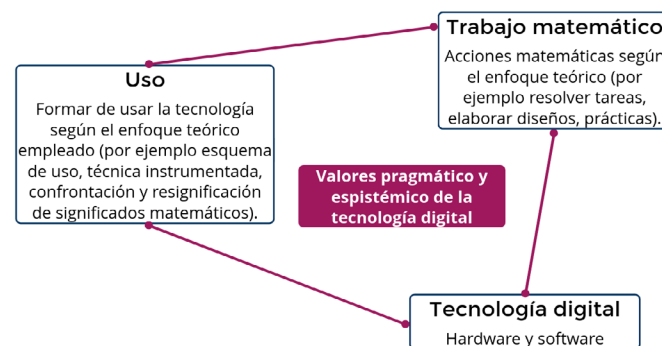 Trabajo matemático
Acciones matemáticas según
el enfoque teórico (por
ejemplo resolver tareas,
elaborar diseños, prácticas).
Uso
Formar de usar la tecnología
según el enfoque teórico
empleado (por ejemplo esquema
de uso, técnica instrumentada,
confrontación y resignificación
de significados matemáticos).
Valores pragmático y
espistémico de la
tecnología digital
Tecnología digital
Hardware y software